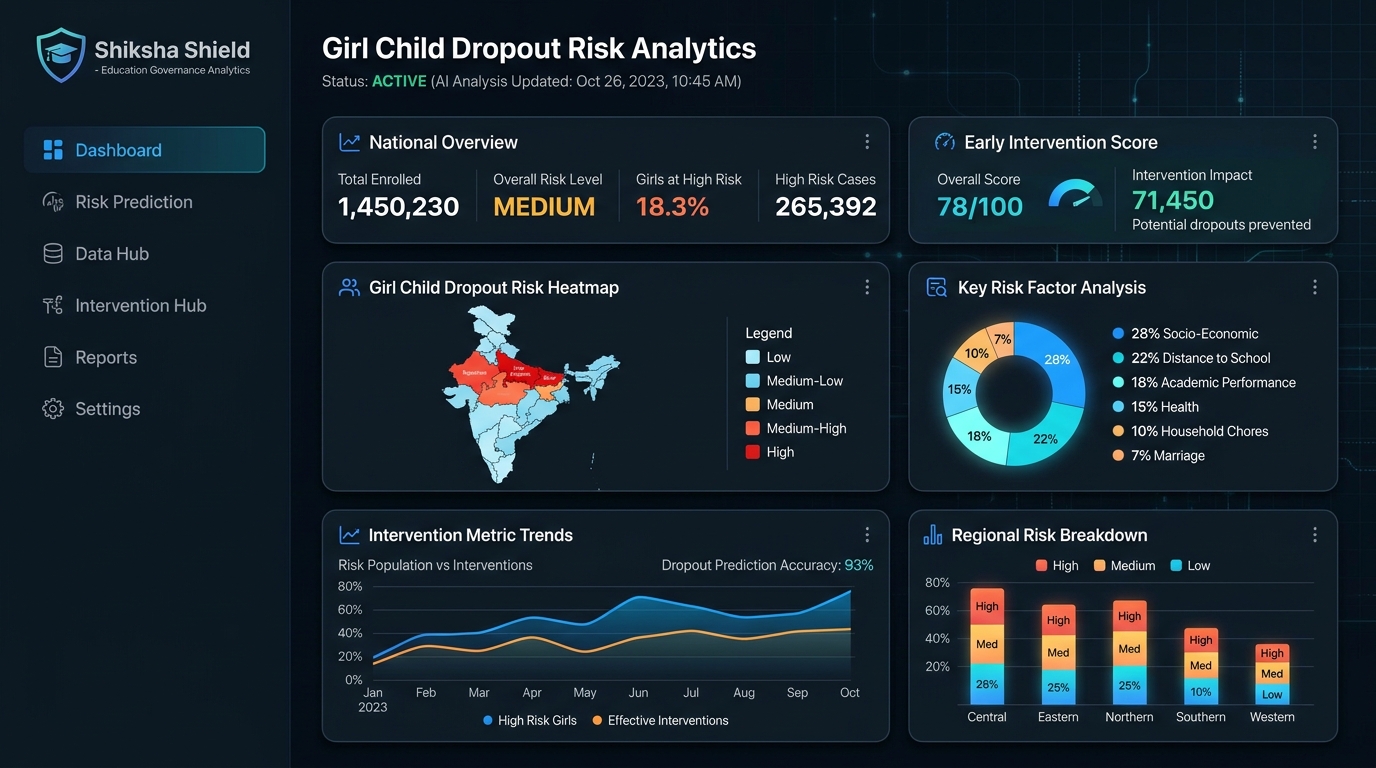 Shiksha Shield
- Education Governance Analytics
Dashboard
Risk Prediction
Data Hub
Intervention Hub
Reports
Settings
Girl Child Dropout Risk Analytics
Status: ACTIVE (AI Analysis Updated: Oct 26, 2023, 10:45 AM)
National Overview
Total Enrolled
1,450,230
Overall Risk Level
MEDIUM
Girls at High Risk
18.3%
High Risk Cases
265,392
Early Intervention Score
Overall Score
78/100
Intervention Impact
71,450
Potential dropouts prevented
Girl Child Dropout Risk Heatmap
Legend
Low
Medium-Low
Medium
Medium-High
High
Key Risk Factor Analysis
7%
10%
28%
15%
18%
22%
28% Socio-Economic
22% Distance to School
18% Academic Performance
15% Health
10% Household Chores
7% Marriage
Intervention Metric Trends
Risk Population vs Interventions
Dropout Prediction Accuracy: 93%
80%
60%
40%
20%
0%
Jan Feb Mar Apr May Jun Jul Aug Sep Oct
2023
High Risk Girls
Effective Interventions
Regional Risk Breakdown
High Medium Low
80%
60%
40%
20%
High
Med
28%
High
Med
25%
High
Med
25%
High
Med
10%
High
Med
Low
Central Eastern Northern Southern Western